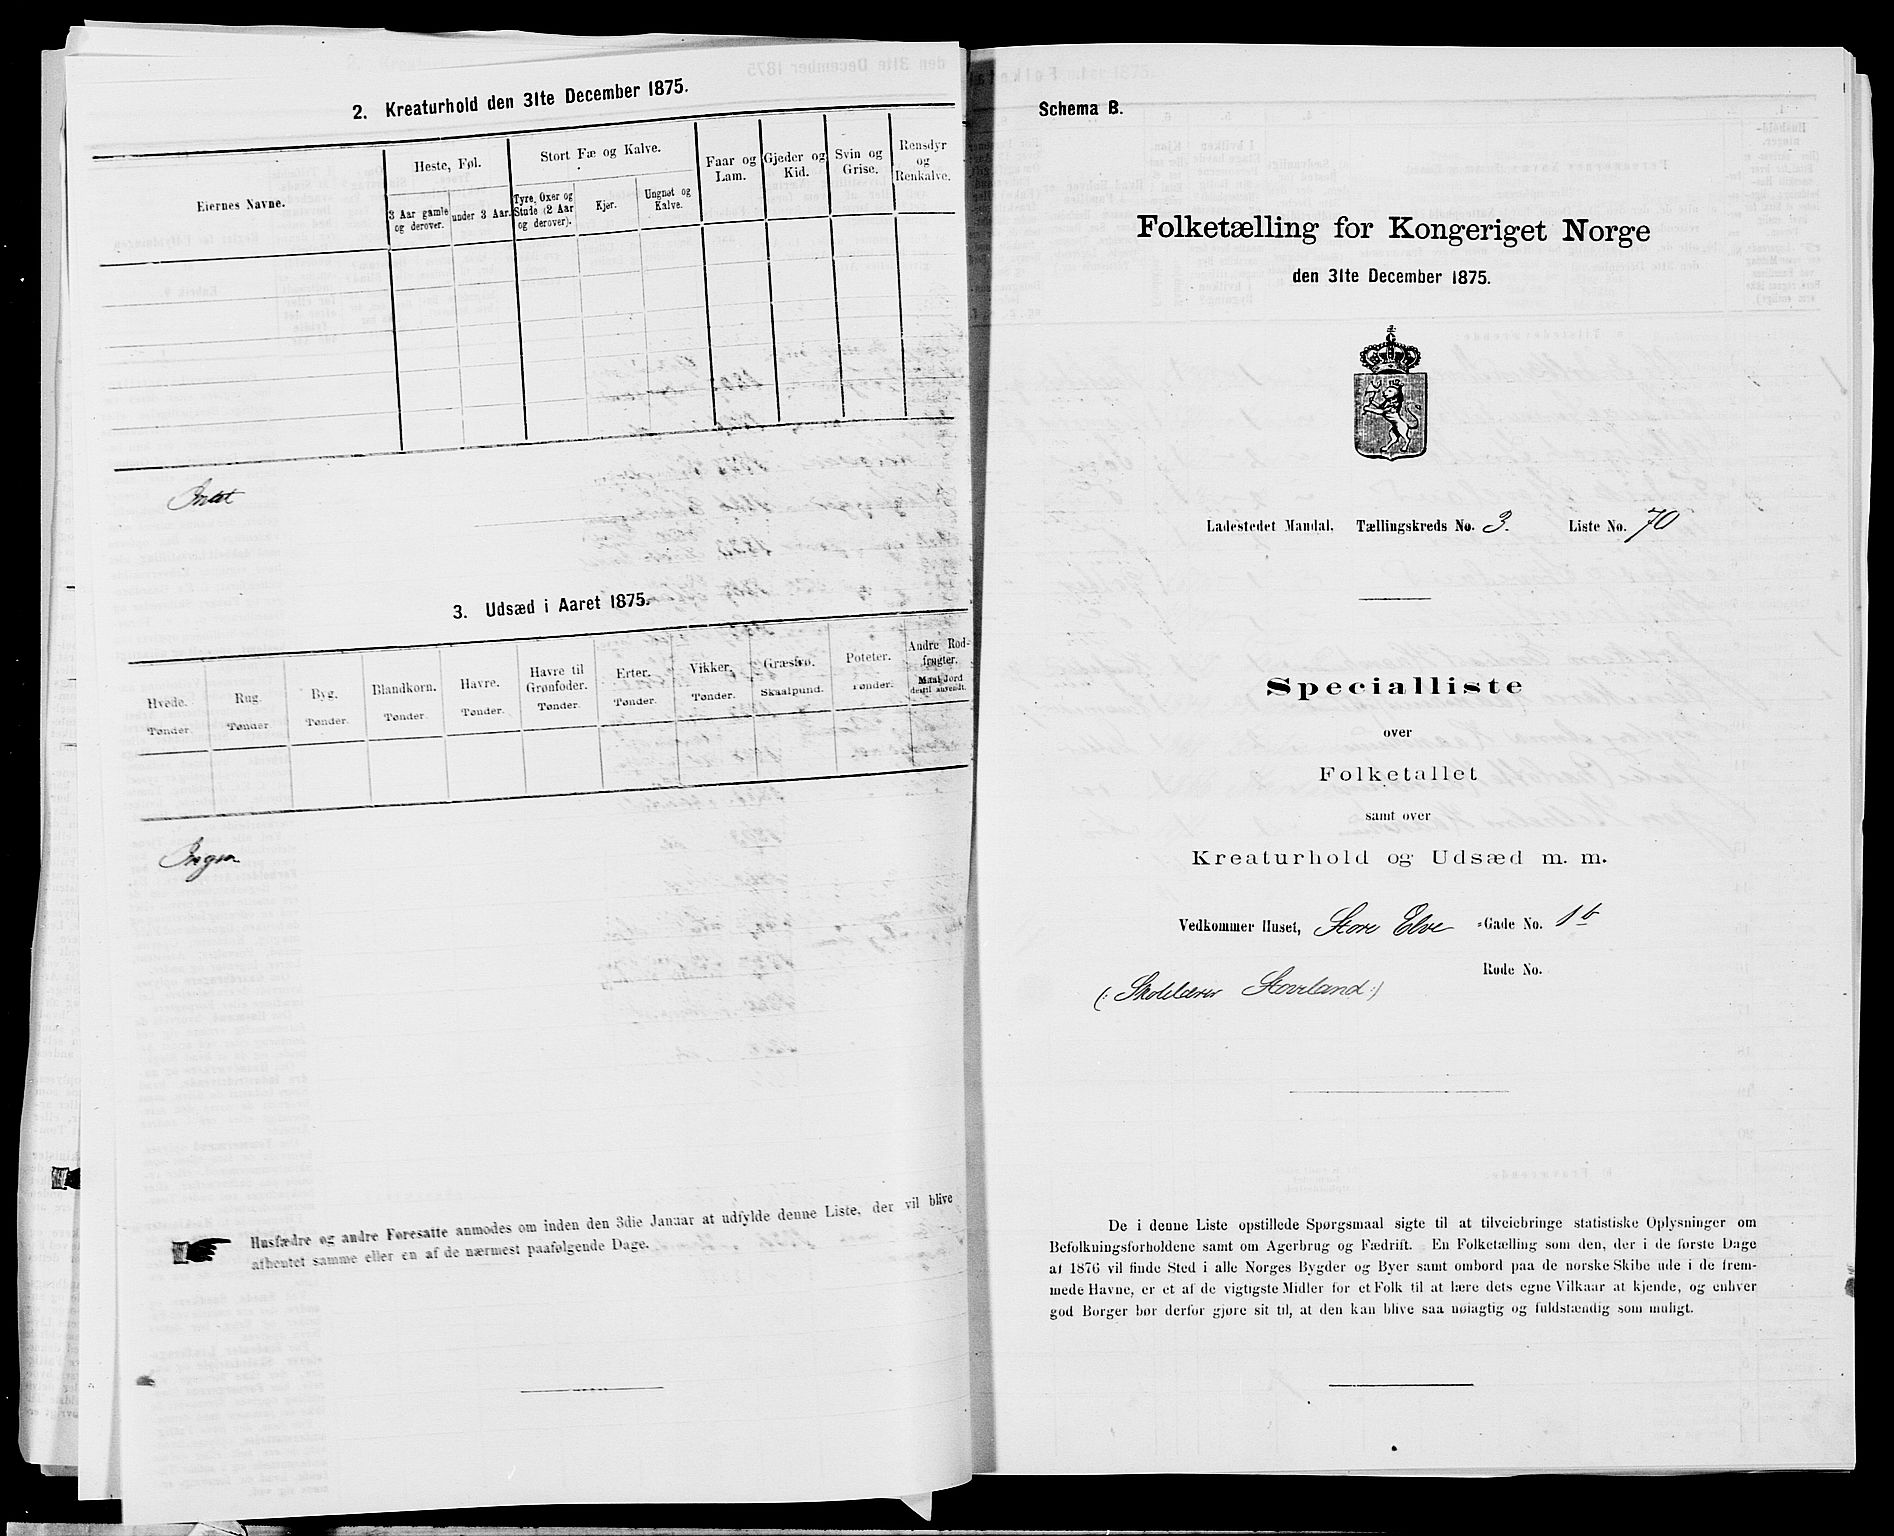 2. Kreaturhold den 31te December 1875.
Eiernes Navne.
Heste, Føl.
3 Aar gamle og derover.
under 3 Aar.
Stort Fæ og Kalve.
Tyre, Oxer og Stude (2 Aar og derover).
Kjør.
Ungnøt og Kalve.
Faar og Lam.
Gjeder og Kid.
Svin og Grise.
Rensdyr og Renkalve.
Intet
3. Udsæd i Aaret 1875.
Hvede. Tønder.
Rug. Tønder.
Byg. Tønder.
Blandkorn. Tønder.
Havre. Tønder.
Havre til Grønfoder. Tønder.
Erter. Tønder.
Vikker. Tønder.
Græsfrø. Skaalpund.
Poteter. Tønder.
Andre Rodfrugter. Maal Jord dertil anvendt.
Ingen
Husfædre og andre Foresatte anmodes om inden den 3die Januar at udfylde denne Liste, der vil blive
afhentet samme eller en af de nærmest paafølgende Dage.
Schema B.
Folketælling for Kongeriget Norge
den 31te December 1875.
Ladestedet Mandal. Tællingskreds No. 3. Liste No. 70
Specialliste
over
Folketallet
samt over
Kreaturhold og Udsæd m. m.
Vedkommer Huset, Store Elve -Gade No. 1 b
Rode No.
(: Skolelærer Stovland :)
De i denne Liste opstillede Spørgsmaal sigte til at tilveiebringe statistiske Oplysninger om
Befolkningsforholdene samt om Agerbrug og Fædrift. En Folketælling som den, der i de første Dage
af 1876 vil finde Sted i alle Norges Bygder og Byer samt ombord paa de norske Skibe ude i de frem-
mede Havne, er et af de vigtigste Midler for et Folk til at lære dets egne Vilkaar at kjende, og enhver
god Borger bør derfor gjøre sit til, at den kan blive saa nøiagtig og fuldstændig som muligt.